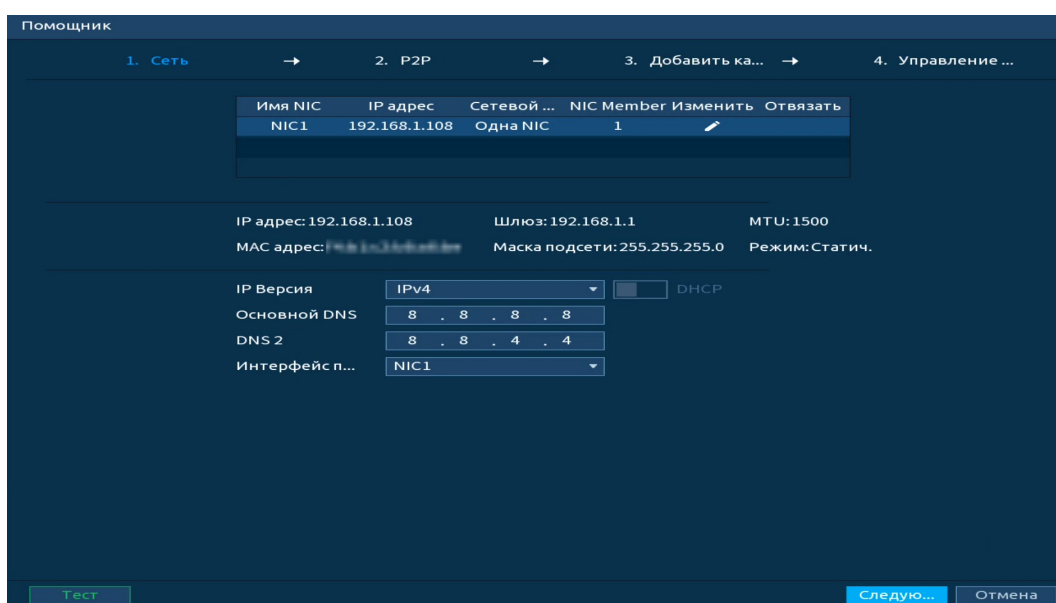 Помощник
1. Сеть → 2. P2P → 3. Добавить ка... → 4. Управление ...
Имя NIC IP адрес Сетевой ... NIC Member Изменить Отвязать
NIC1 192.168.1.108 Одна NIC 1
IP адрес: 192.168.1.108 Шлюз: 192.168.1.1 MTU: 1500
MAC адрес: Маска подсети: 255.255.255.0 Режим: Статич.
IP Версия IPv4 DHCP
Основной DNS 8 . 8 . 8 . 8
DNS 2 8 . 8 . 4 . 4
Интерфейс п... NIC1
Тест Следую... Отмена